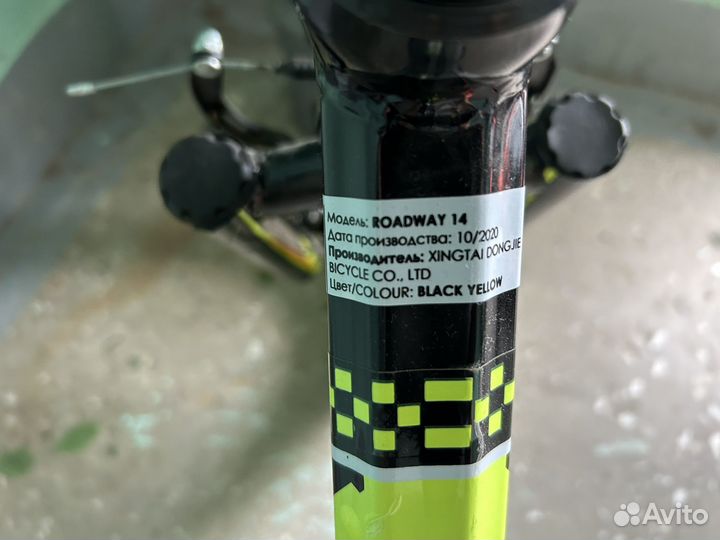 Модель: ROADWAY 14
Дата производства: 10/2020
Производитель: XINGTAI DONGJIE
BICYCLE CO., LTD
Цвет/COLOUR: BLACK YELLOW
Avito